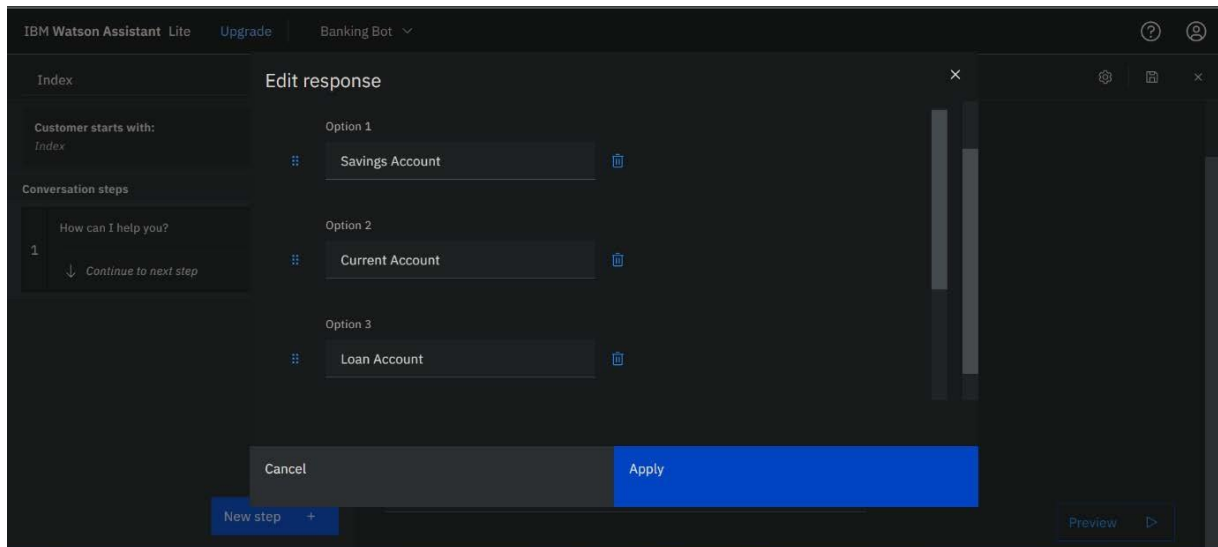 IBM Watson Assistant Lite Upgrade Banking Bot
Index
Customer starts with:
Index
Conversation steps
1
How can I help you?
Continue to next step
New step +
Edit response
Option 1
Savings Account
Option 2
Current Account
Option 3
Loan Account
Cancel
Apply
Preview